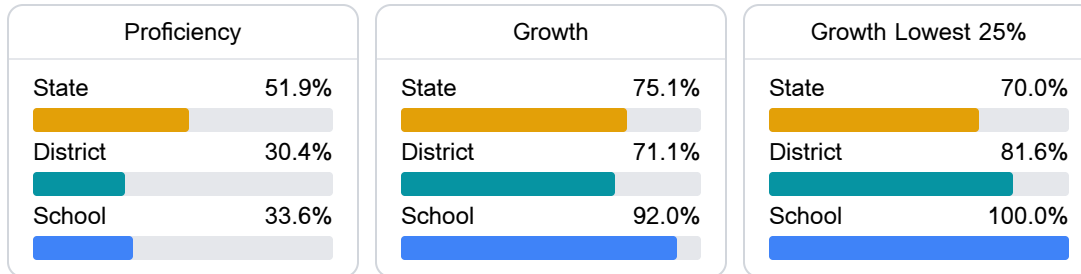 Proficiency
State 51.9%
District 30.4%
School 33.6%
Growth
State 75.1%
District 71.1%
School 92.0%
Growth Lowest 25%
State 70.0%
District 81.6%
School 100.0%